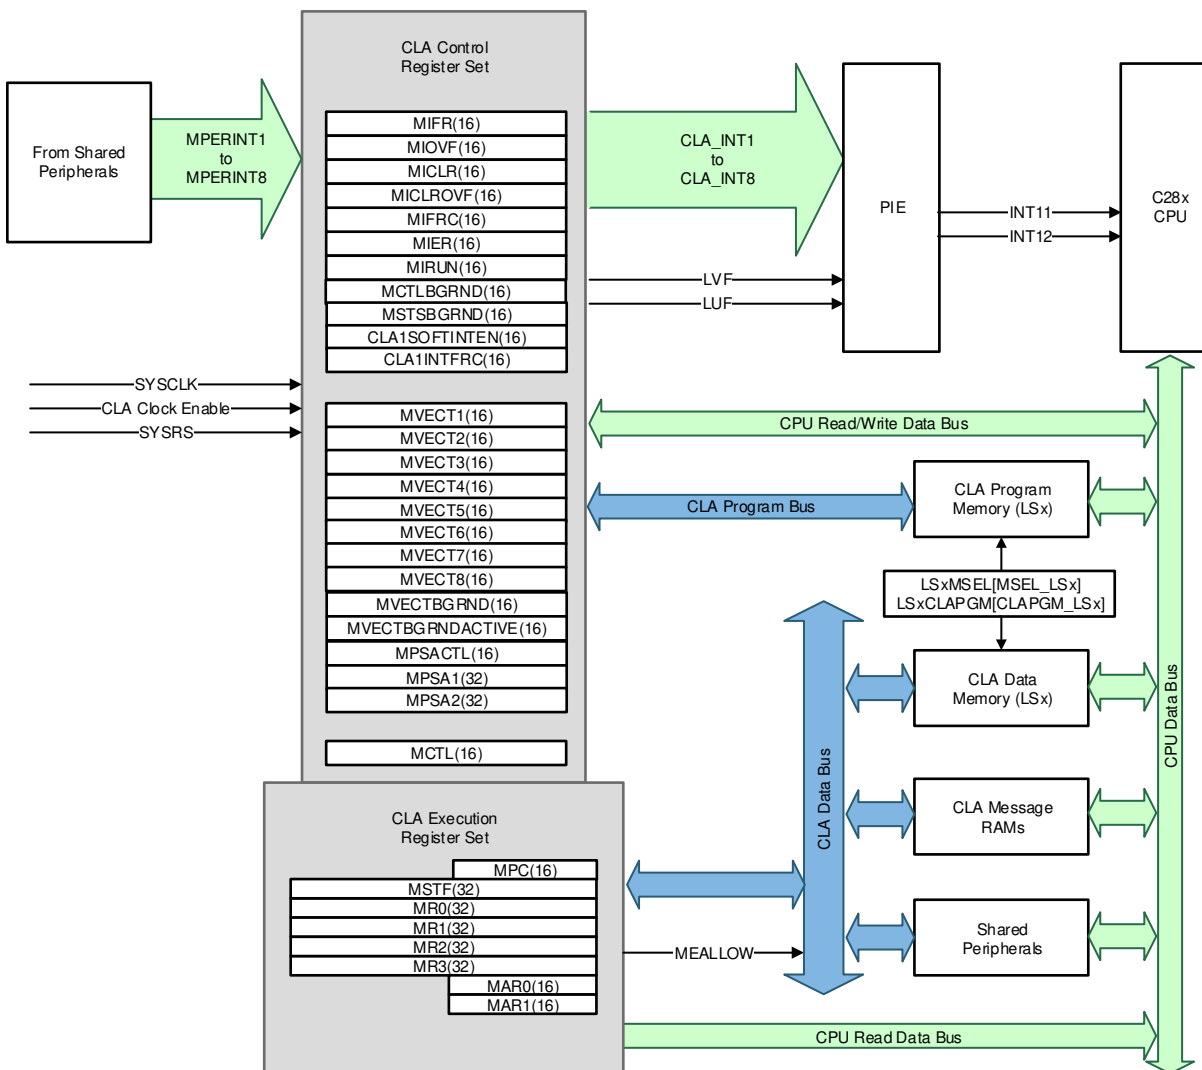 CLA Control
Register Set
From Shared
Peripherals
MPERINT1
to
MPERINT8
MIFR(16)
MIOVF(16)
MICLR(16)
MICLROVF(16)
MIFRC(16)
MIER(16)
MIRUN(16)
MCTLBGRND(16)
MSTSBGRND(16)
CLA1SOFTINTEN(16)
CLA1INTFRC(16)
CLA_INT1
to
CLA_INT8
LVF
LUF
PIE
INT11
INT12
C28x
CPU
SYSCLK
CLA Clock Enable
SYSRS
MVECT1(16)
MVECT2(16)
MVECT3(16)
MVECT4(16)
MVECT5(16)
MVECT6(16)
MVECT7(16)
MVECT8(16)
MVECTBGRND(16)
MVECTBGRNDACTIVE(16)
MPSACTL(16)
MPSA1(32)
MPSA2(32)
MCTL(16)
CPU Read/Write Data Bus
CLA Program Bus
CLA Program
Memory (LSx)
LSxMSEL[MSEL_LSx]
LSxCLAPGM[CLAPGM_LSx]
CLA Data
Memory (LSx)
CLA Data Bus
CPU Data Bus
CLA Message
RAMs
Shared
Peripherals
CLA Execution
Register Set
MPC(16)
MSTF(32)
MR0(32)
MR1(32)
MR2(32)
MR3(32)
MAR0(16)
MAR1(16)
MEALLOW
CPU Read Data Bus